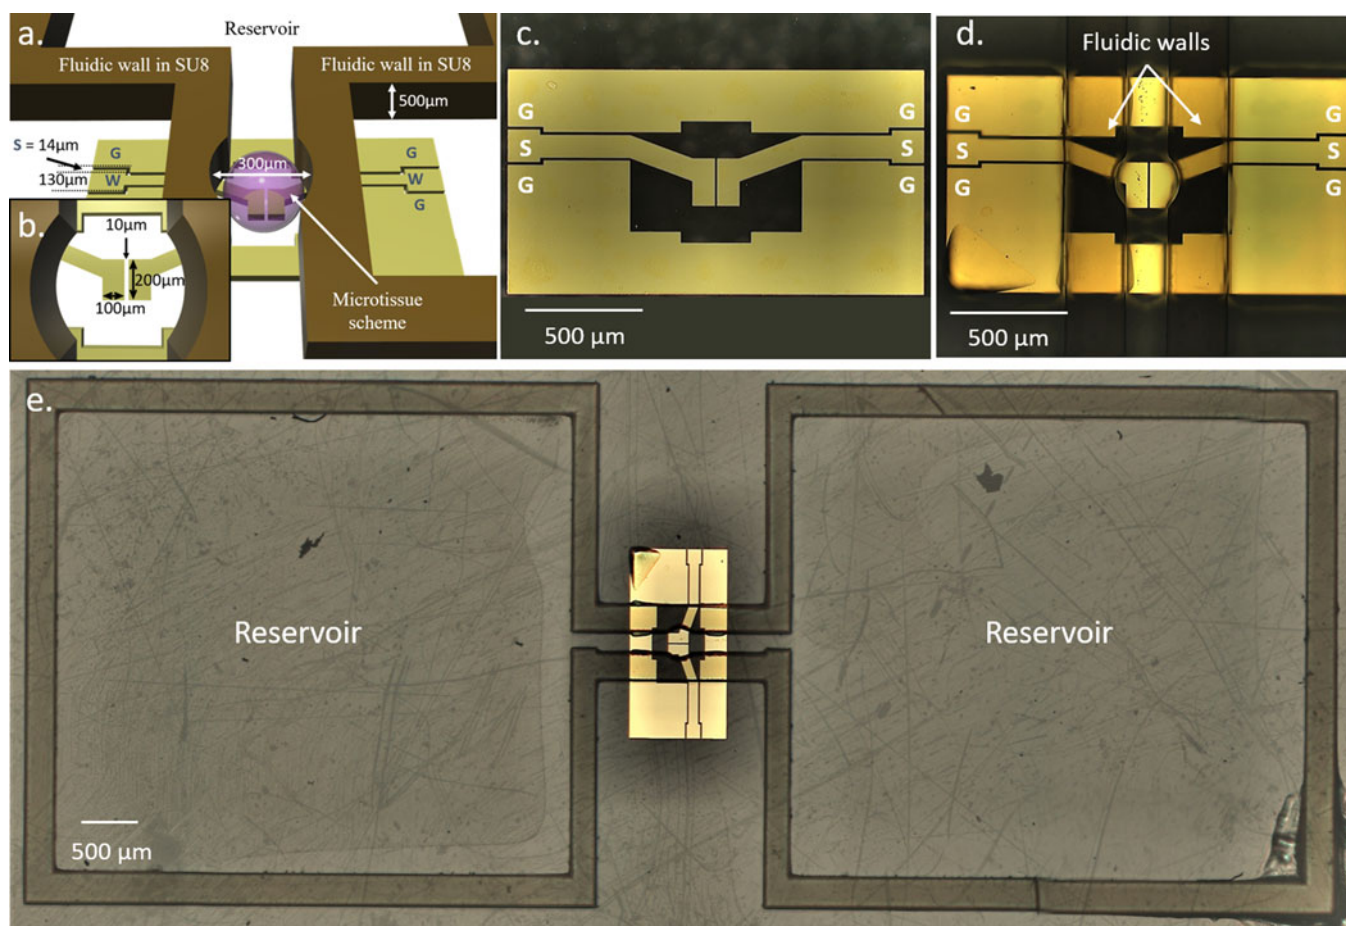 a.
Reservoir
Fluidic wall in SU8
Fluidic wall in SU8
500μm
S = 14μm
G
130μm
W
300μm
G
W
G
b.
10μm
200μm
100μm
Microtissue
scheme
c.
G
G
S
S
G
G
500 μm
d.
Fluidic walls
G
G
S
S
G
G
500 μm
e.
Reservoir
Reservoir
500 μm